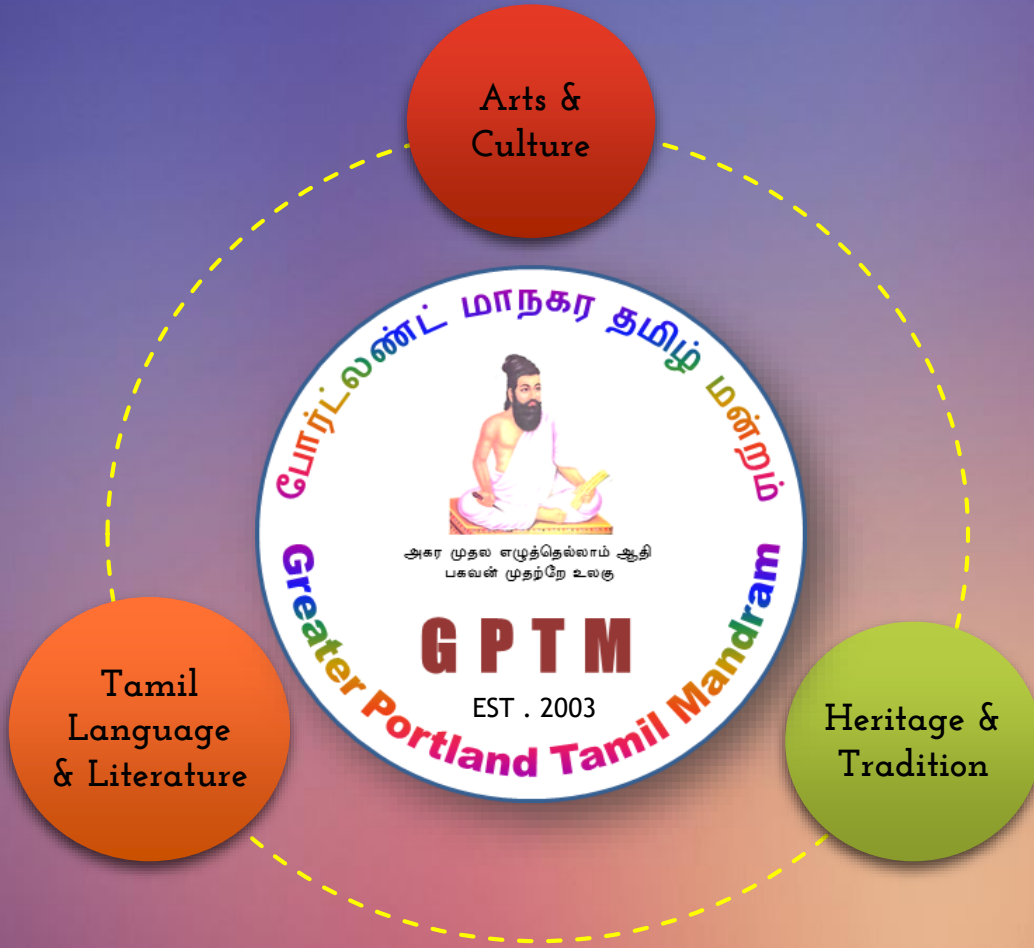 Arts &
Culture
போர்ட்லண்ட் மாநகர தமிழ் மன்றம்
அகர முதல எழுத்தெல்லாம் ஆதி
பகவன் முதற்றே உலகு
G P T M
EST . 2003
Greater Portland Tamil Mandram
Tamil
Language
& Literature
Heritage &
Tradition